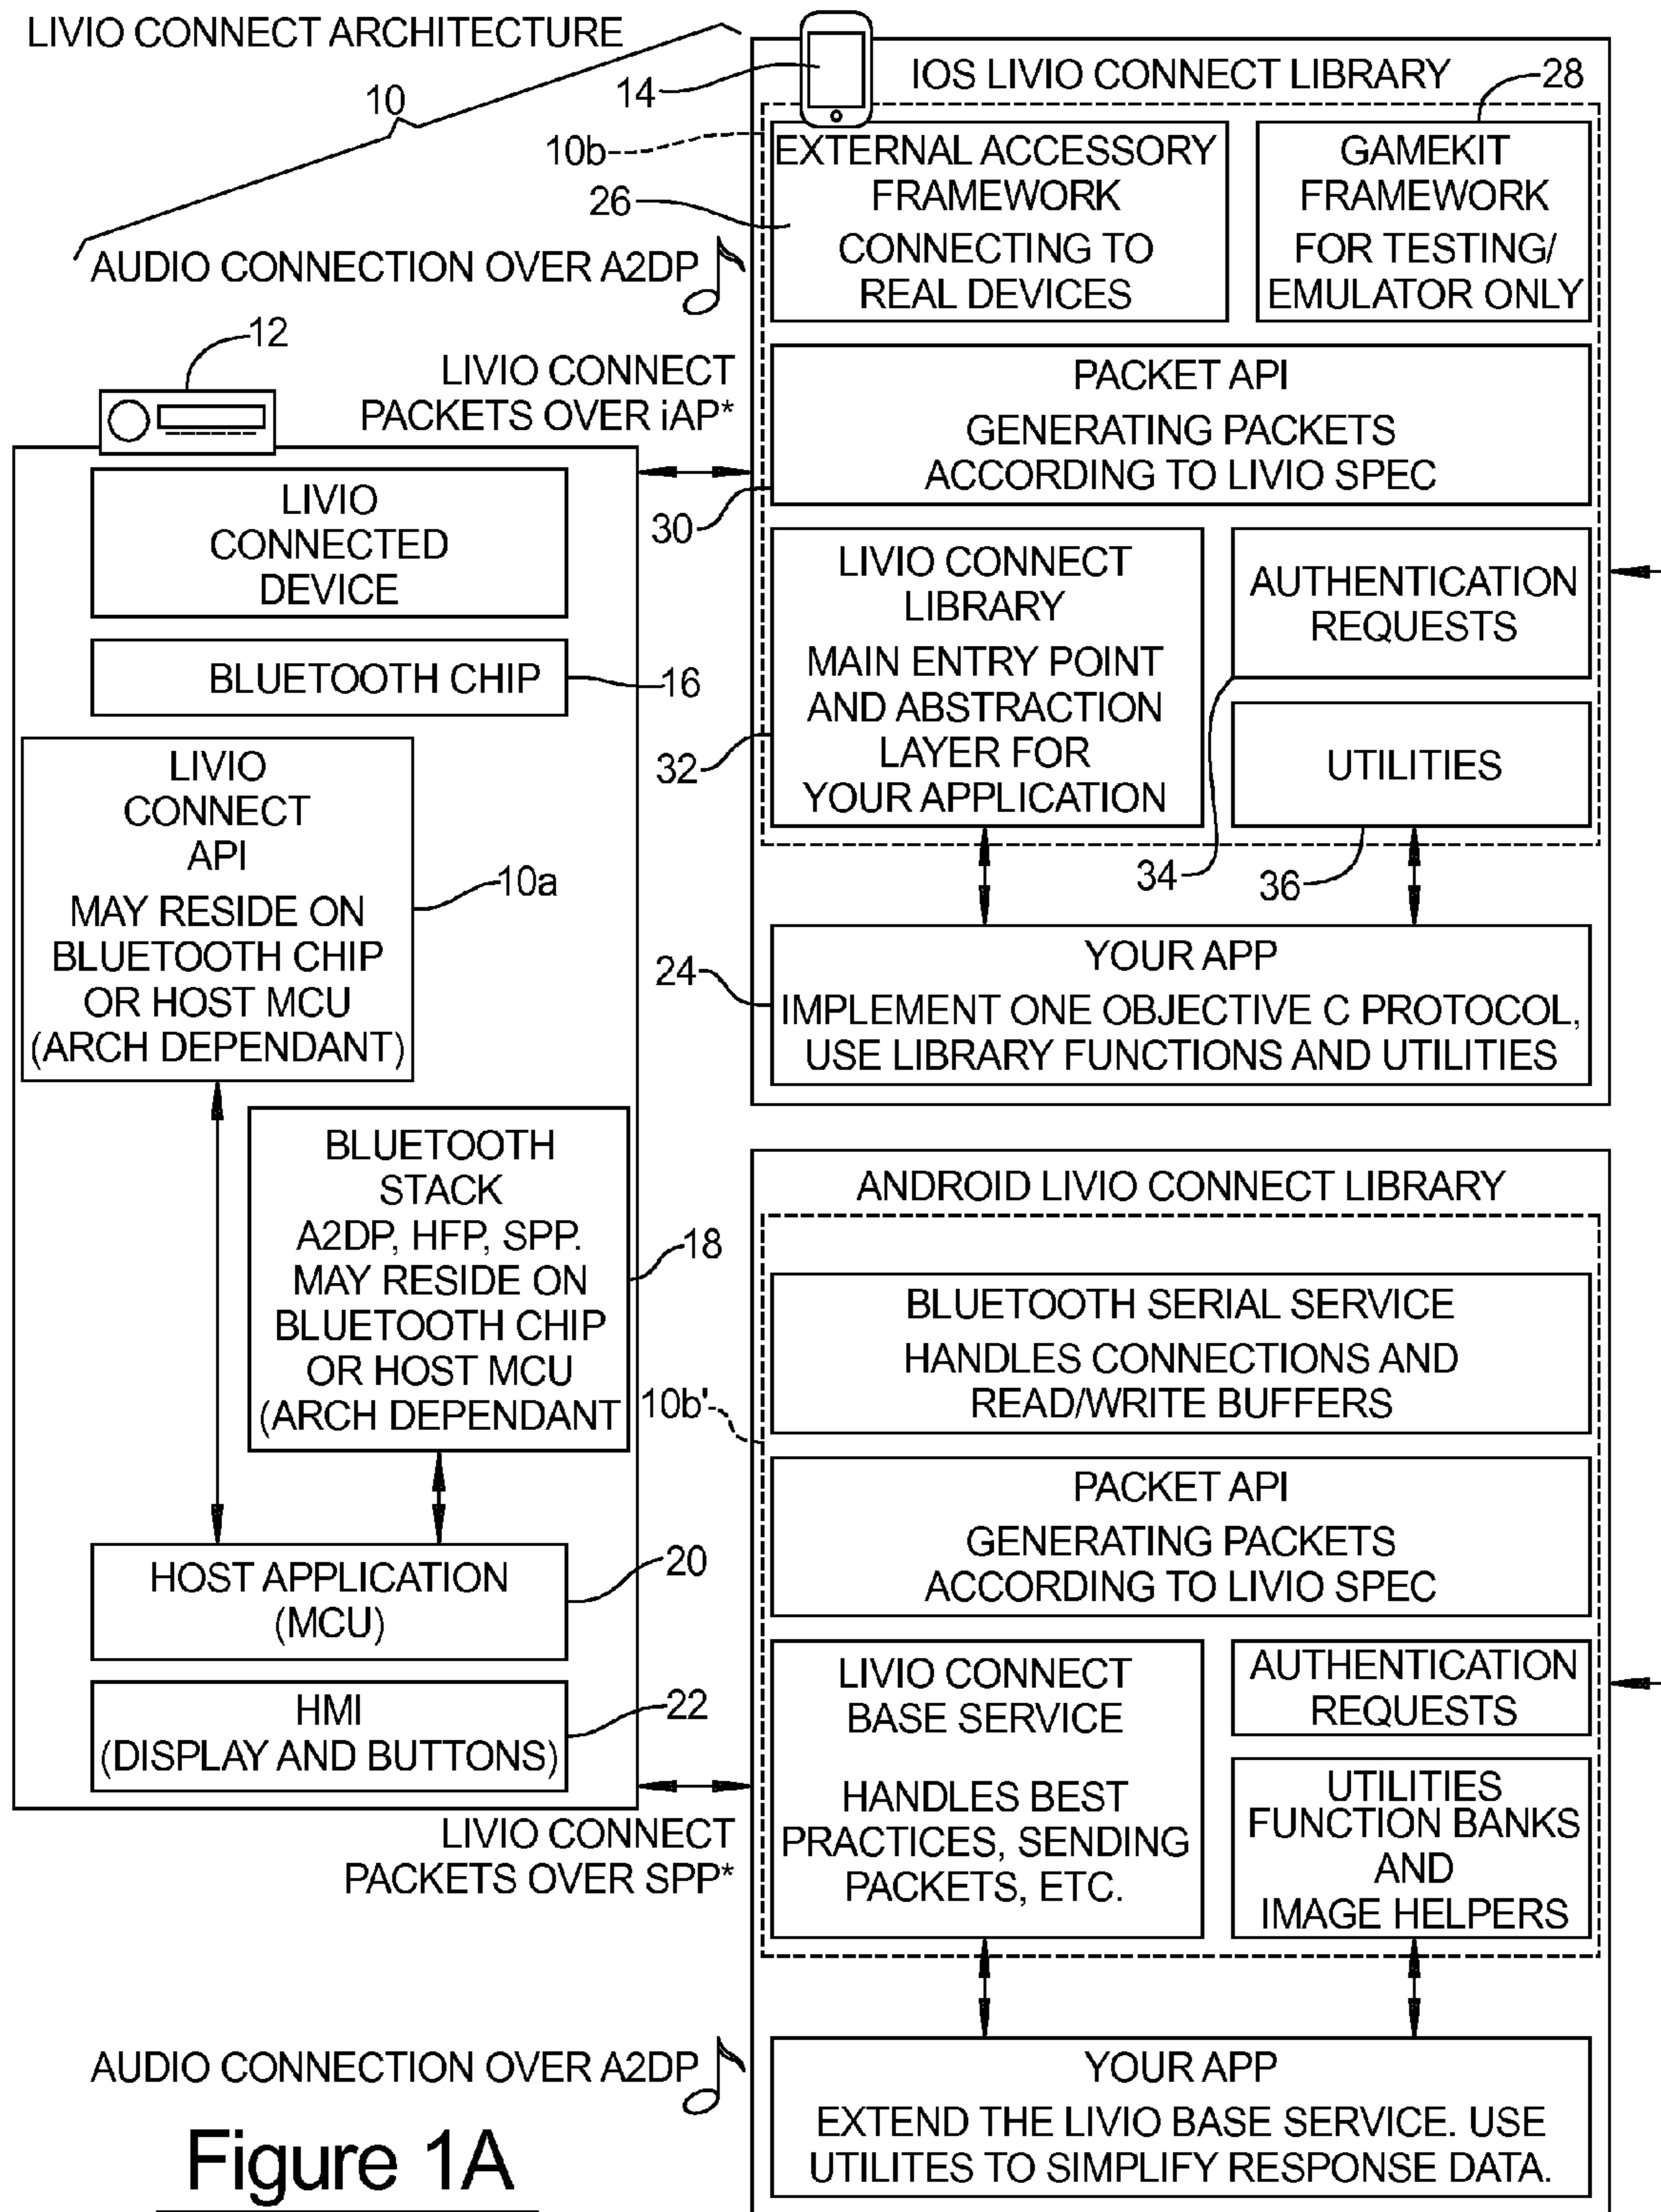 LIVIO CONNECT ARCHITECTURE
10
14
10b
26
AUDIO CONNECTION OVER A2DP
12
LIVIO CONNECT
PACKETS OVER iAP*
LIVIO
CONNECTED
DEVICE
BLUETOOTH CHIP
16
LIVIO
CONNECT
API
MAY RESIDE ON
BLUETOOTH CHIP
OR HOST MCU
(ARCH DEPENDANT)
10a
BLUETOOTH
STACK
A2DP, HFP, SPP.
MAY RESIDE ON
BLUETOOTH CHIP
OR HOST MCU
(ARCH DEPENDANT
18
HOST APPLICATION
(MCU)
20
HMI
(DISPLAY AND BUTTONS)
22
LIVIO CONNECT
PACKETS OVER SPP*
AUDIO CONNECTION OVER A2DP
IOS LIVIO CONNECT LIBRARY
28
EXTERNAL ACCESSORY
FRAMEWORK
CONNECTING TO
REAL DEVICES
GAMEKIT
FRAMEWORK
FOR TESTING/
EMULATOR ONLY
PACKET API
GENERATING PACKETS
ACCORDING TO LIVIO SPEC
30
LIVIO CONNECT
LIBRARY
MAIN ENTRY POINT
AND ABSTRACTION
LAYER FOR
YOUR APPLICATION
32
AUTHENTICATION
REQUESTS
UTILITIES
34
36
24
YOUR APP
IMPLEMENT ONE OBJECTIVE C PROTOCOL,
USE LIBRARY FUNCTIONS AND UTILITIES
ANDROID LIVIO CONNECT LIBRARY
10b'
BLUETOOTH SERIAL SERVICE
HANDLES CONNECTIONS AND
READ/WRITE BUFFERS
PACKET API
GENERATING PACKETS
ACCORDING TO LIVIO SPEC
LIVIO CONNECT
BASE SERVICE
HANDLES BEST
PRACTICES, SENDING
PACKETS, ETC.
AUTHENTICATION
REQUESTS
UTILITIES
FUNCTION BANKS
AND
IMAGE HELPERS
YOUR APP
EXTEND THE LIVIO BASE SERVICE. USE
UTILITES TO SIMPLIFY RESPONSE DATA.
Figure 1A